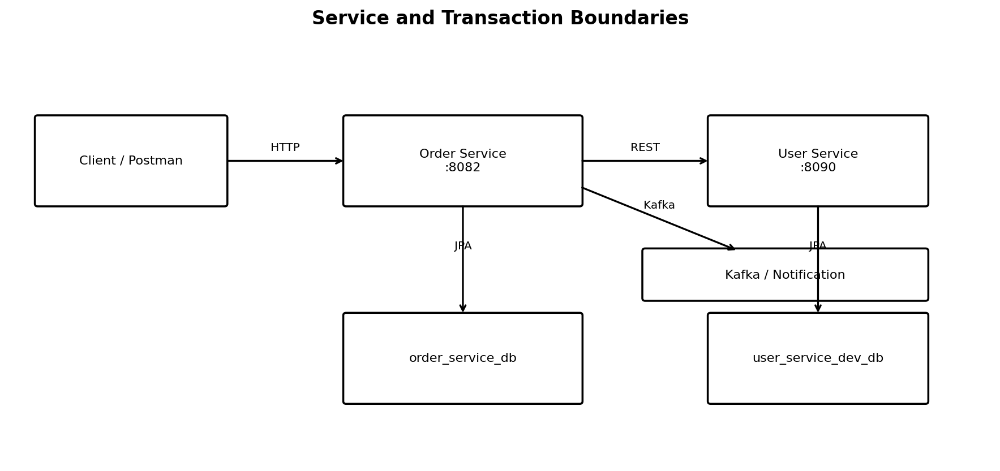 Service and Transaction Boundaries
Client / Postman
HTTP
Order Service
:8082
REST
User Service
:8090
Kafka
JPA
JPA
Kafka / Notification
order_service_db
user_service_dev_db